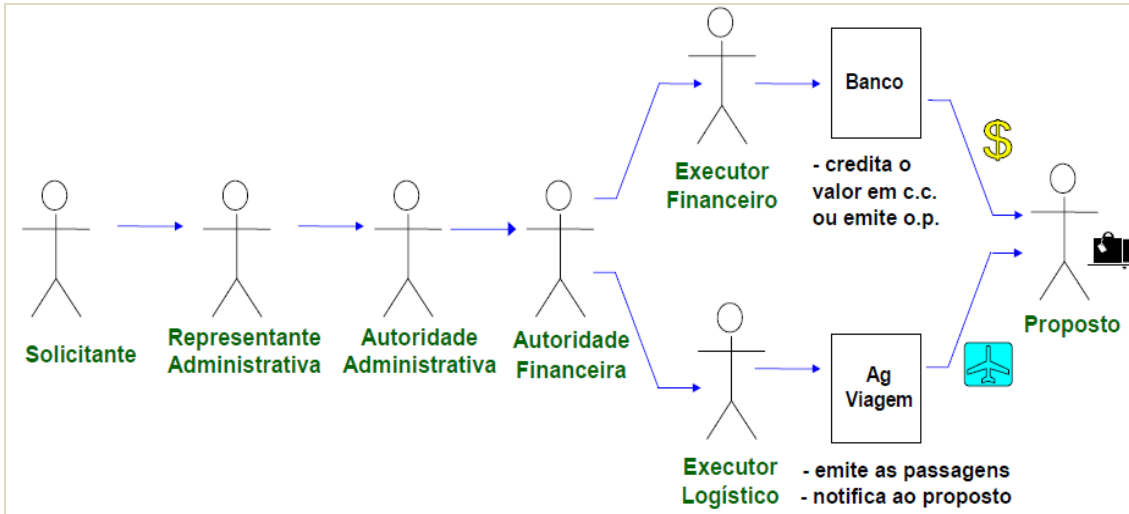 Solicitante
Representante
Administrativa
Autoridade
Administrativa
Autoridade
Financeira
Executor
Financeiro
Banco
- credita o
valor em c.c.
ou emite o.p.
$
Executor
Logístico
Ag
Viagem
- emite as passagens
- notifica ao proposto
Proposto